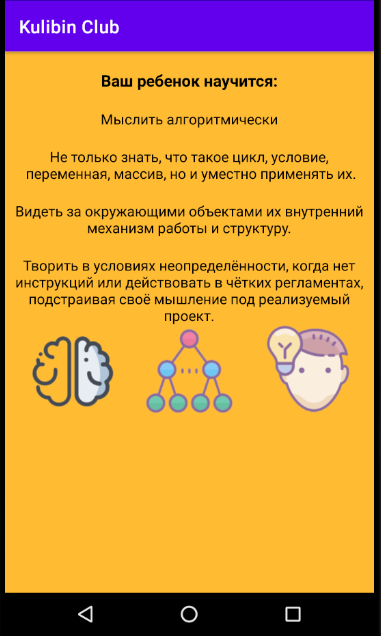 Kulibin Club
Ваш ребенок научится:
Мыслить алгоритмически
Не только знать, что такое цикл, условие,
переменная, массив, но и уместно применять их.
Видеть за окружающими объектами их внутренний
механизм работы и структуру.
Творить в условиях неопределённости, когда нет
инструкций или действовать в чётких регламентах,
подстраивая своё мышление под реализуемый
проект.